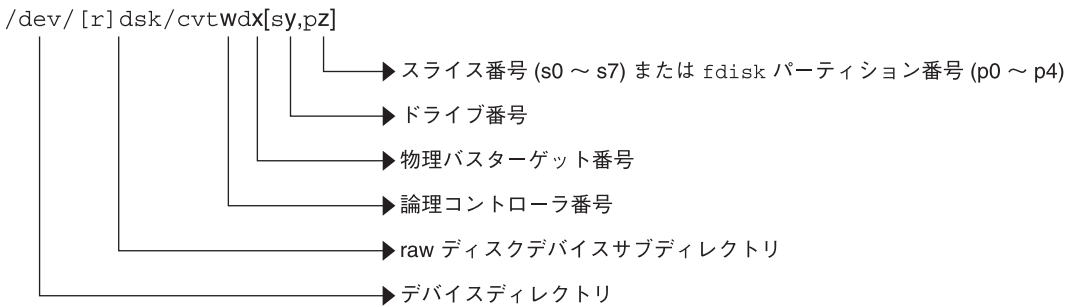 /dev/[r]dsk/cvtwdx[sy,pz]
スライス番号 (s0 ～ s7) または fdisk パーティション番号 (p0 ～ p4)
ドライブ番号
物理バスターゲット番号
論理コントローラ番号
raw ディスクデバイスサブディレクトリ
デバイスディレクトリ